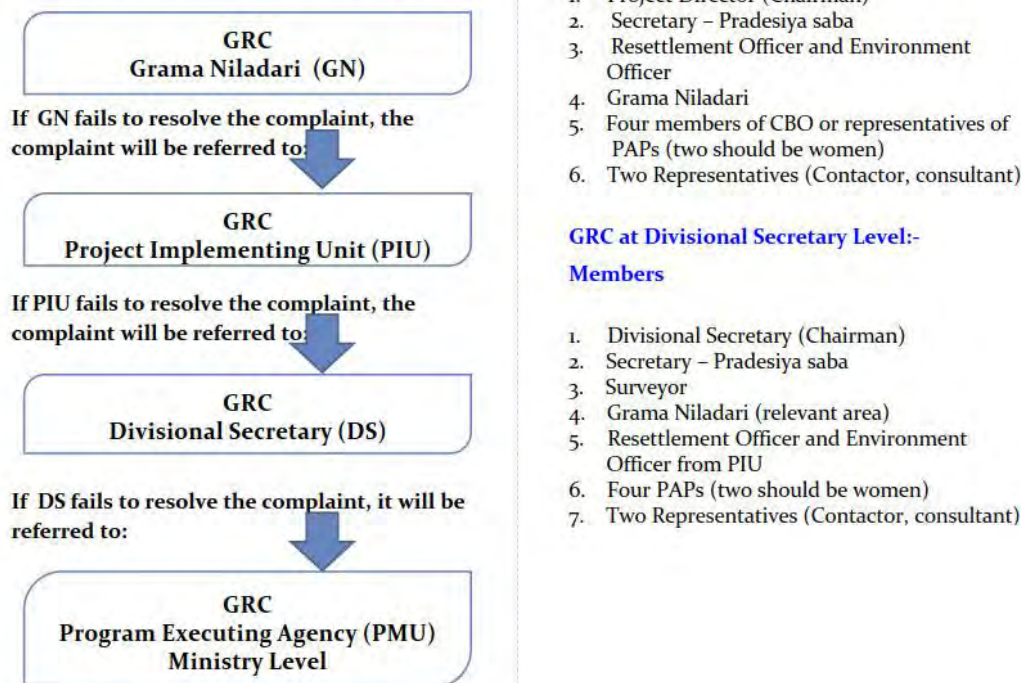 GRC
Grama Niladari (GN)
If GN fails to resolve the complaint, the
complaint will be referred to:
GRC
Project Implementing Unit (PIU)
If PIU fails to resolve the complaint, the
complaint will be referred to:
GRC
Divisional Secretary (DS)
If DS fails to resolve the complaint, it will be
referred to:
GRC
Program Executing Agency (PMU)
Ministry Level
1. Project Director (Chairman)
2. Secretary – Pradesiya saba
3. Resettlement Officer and Environment
Officer
4. Grama Niladari
5. Four members of CBO or representatives of
PAPs (two should be women)
6. Two Representatives (Contactor, consultant)
GRC at Divisional Secretary Level:-
Members
1. Divisional Secretary (Chairman)
2. Secretary – Pradesiya saba
3. Surveyor
4. Grama Niladari (relevant area)
5. Resettlement Officer and Environment
Officer from PIU
6. Four PAPs (two should be women)
7. Two Representatives (Contactor, consultant)